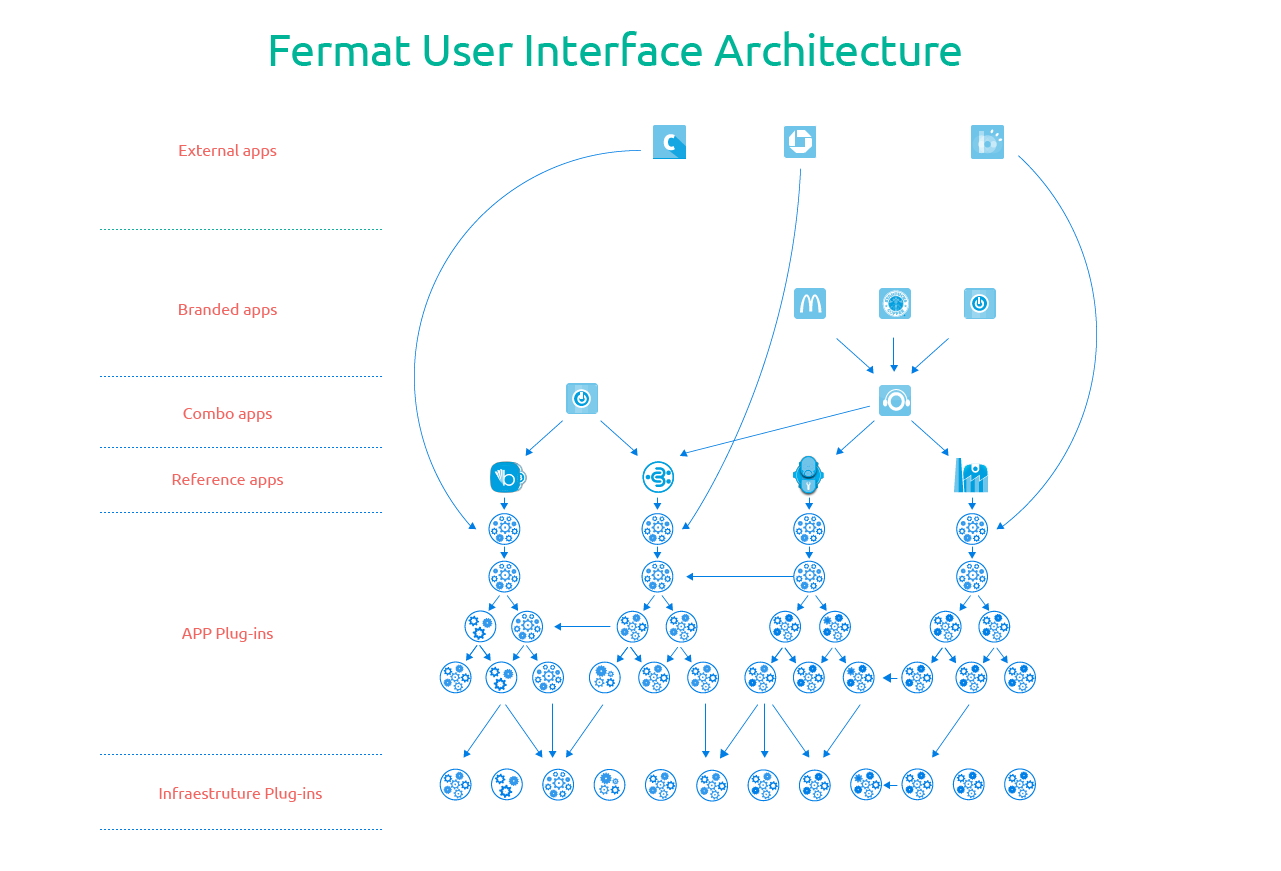 Fermat User Interface Architecture
External apps
Branded apps
Combo apps
Reference apps
APP Plug-ins
Infraestruture Plug-ins